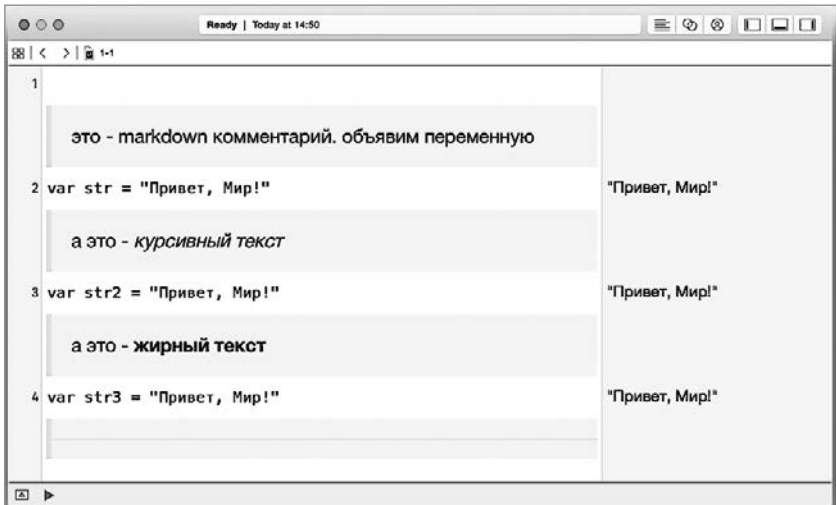 Ready | Today at 14:50
1-1
1
это - markdown комментарий. объявим переменную
2 var str = "Привет, Мир!" "Привет, Мир!"
а это - курсивный текст
3 var str2 = "Привет, Мир!" "Привет, Мир!"
а это - жирный текст
4 var str3 = "Привет, Мир!" "Привет, Мир!"